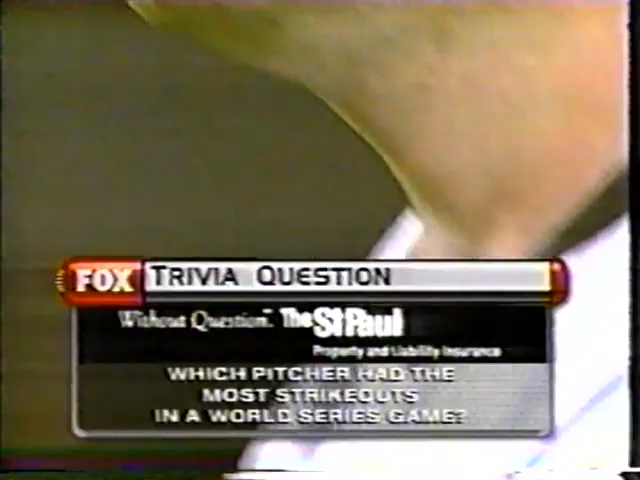 FOX TRIVIA QUESTION
Without Question.™ The St Paul
Property and Liability Insurance
WHICH PITCHER HAD THE
MOST STRIKEOUTS
IN A WORLD SERIES GAME?